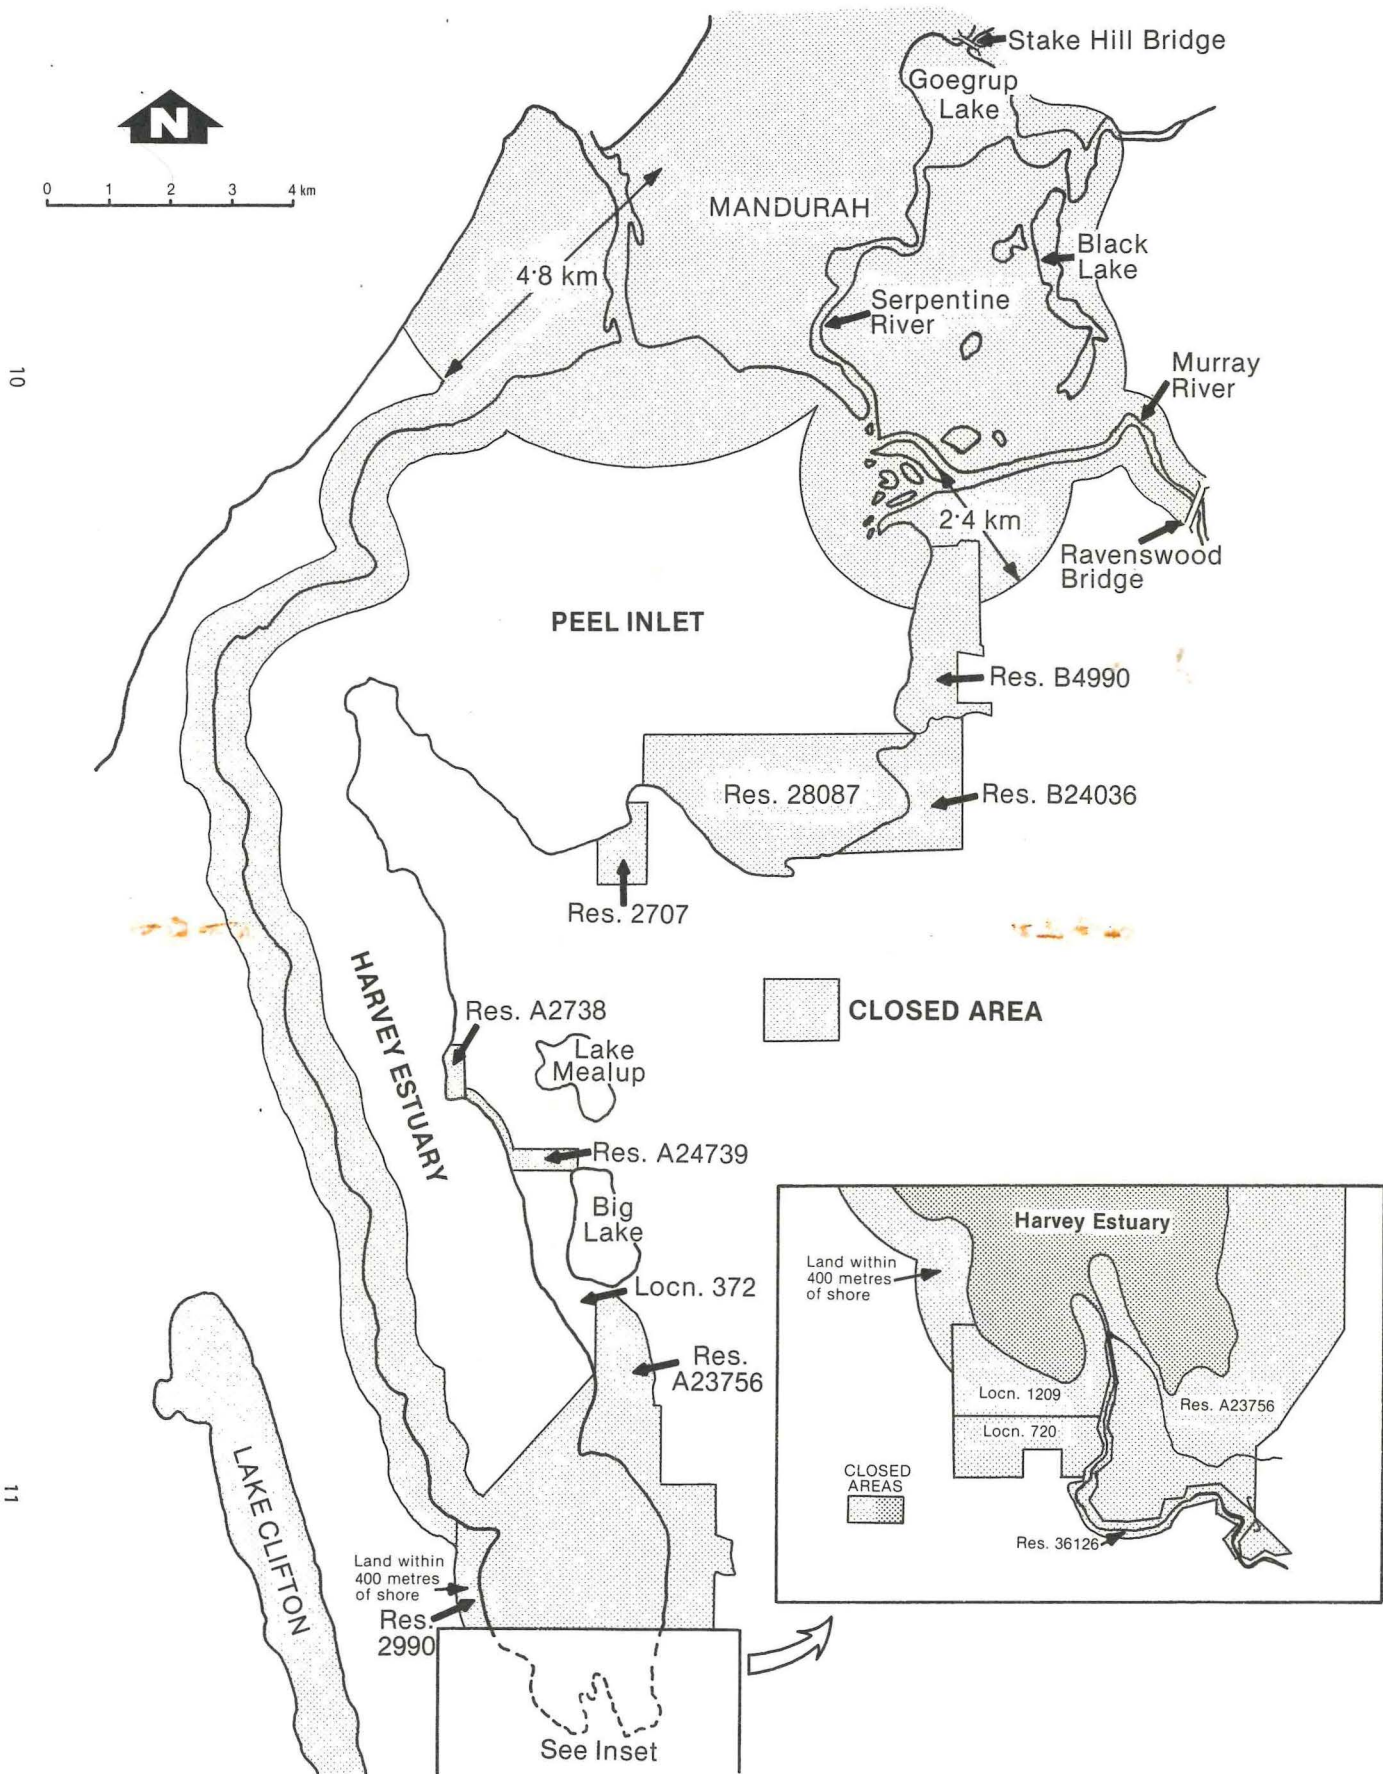 Stake Hill Bridge
Goegrup
Lake
N
0 1 2 3 4 km
MANDURAH
Black
Lake
4·8 km
Serpentine
River
Murray
River
10
2·4 km
Ravenswood
Bridge
PEEL INLET
Res. B4990
Res. 28087
Res. B24036
Res. 2707
HARVEY ESTUARY
CLOSED AREA
Res. A2738
Lake
Mealup
Res. A24739
Big
Lake
Locn. 372
Res.
A23756
LAKE CLIFTON
11
Land within
400 metres
of shore
Res.
2990
See Inset
Harvey Estuary
Land within
400 metres
of shore
Locn. 1209
Res. A23756
Locn. 720
CLOSED
AREAS
Res. 36126